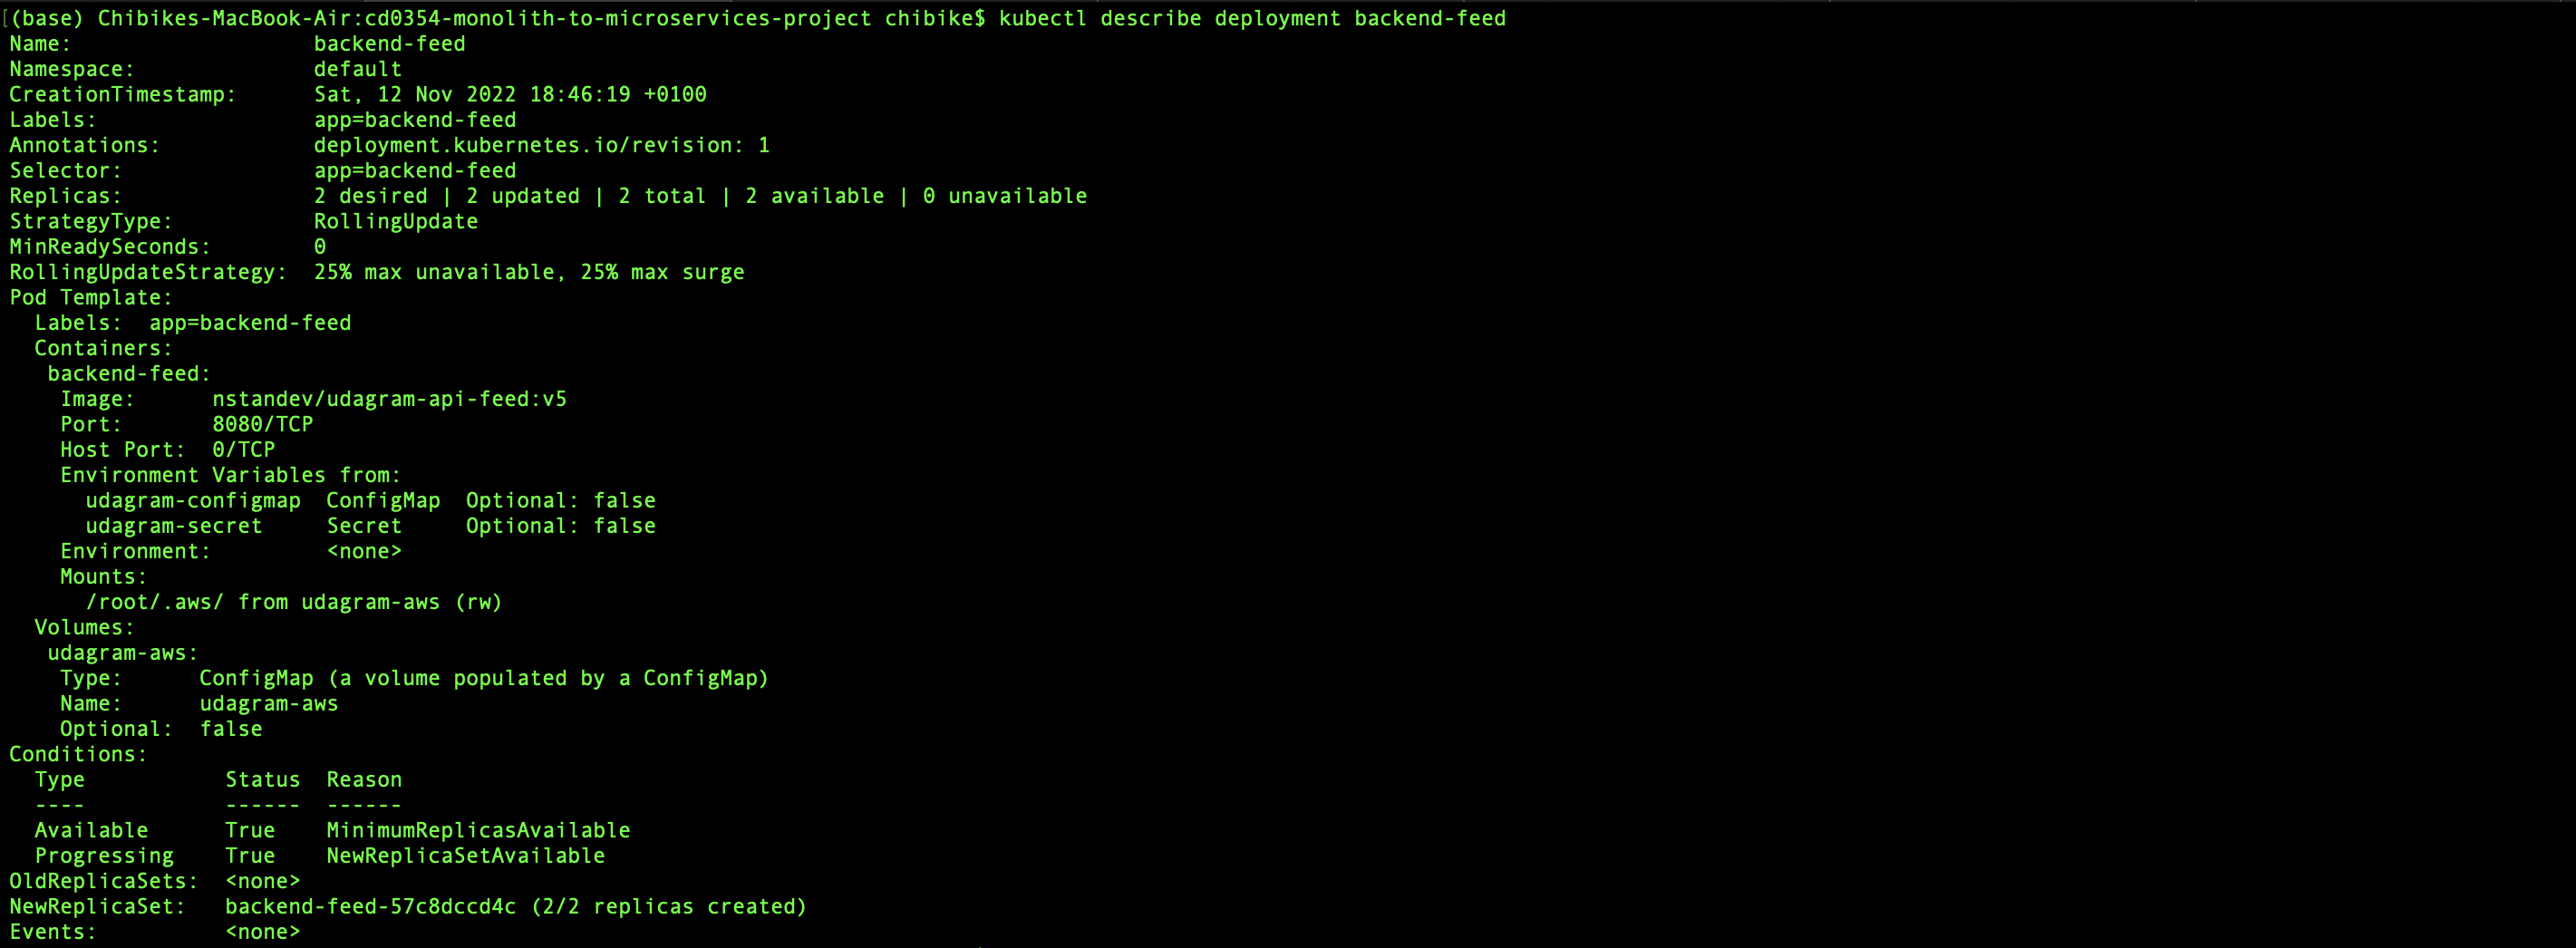 (base) Chibikes-MacBook-Air:cd0354-monolith-to-microservices-project chibike$ kubectl describe deployment backend-feed
Name:                   backend-feed
Namespace:              default
CreationTimestamp:      Sat, 12 Nov 2022 18:46:19 +0100
Labels:                 app=backend-feed
Annotations:            deployment.kubernetes.io/revision: 1
Selector:               app=backend-feed
Replicas:               2 desired | 2 updated | 2 total | 2 available | 0 unavailable
StrategyType:           RollingUpdate
MinReadySeconds:        0
RollingUpdateStrategy:  25% max unavailable, 25% max surge
Pod Template:
  Labels:  app=backend-feed
  Containers:
   backend-feed:
    Image:      nstandev/udagram-api-feed:v5
    Port:       8080/TCP
    Host Port:  0/TCP
    Environment Variables from:
      udagram-configmap  ConfigMap  Optional: false
      udagram-secret     Secret     Optional: false
    Environment:         <none>
    Mounts:
      /root/.aws/ from udagram-aws (rw)
  Volumes:
   udagram-aws:
    Type:      ConfigMap (a volume populated by a ConfigMap)
    Name:      udagram-aws
    Optional:  false
Conditions:
  Type           Status  Reason
  ----           ------  ------
  Available      True    MinimumReplicasAvailable
  Progressing    True    NewReplicaSetAvailable
OldReplicaSets:  <none>
NewReplicaSet:   backend-feed-57c8dccd4c (2/2 replicas created)
Events:          <none>